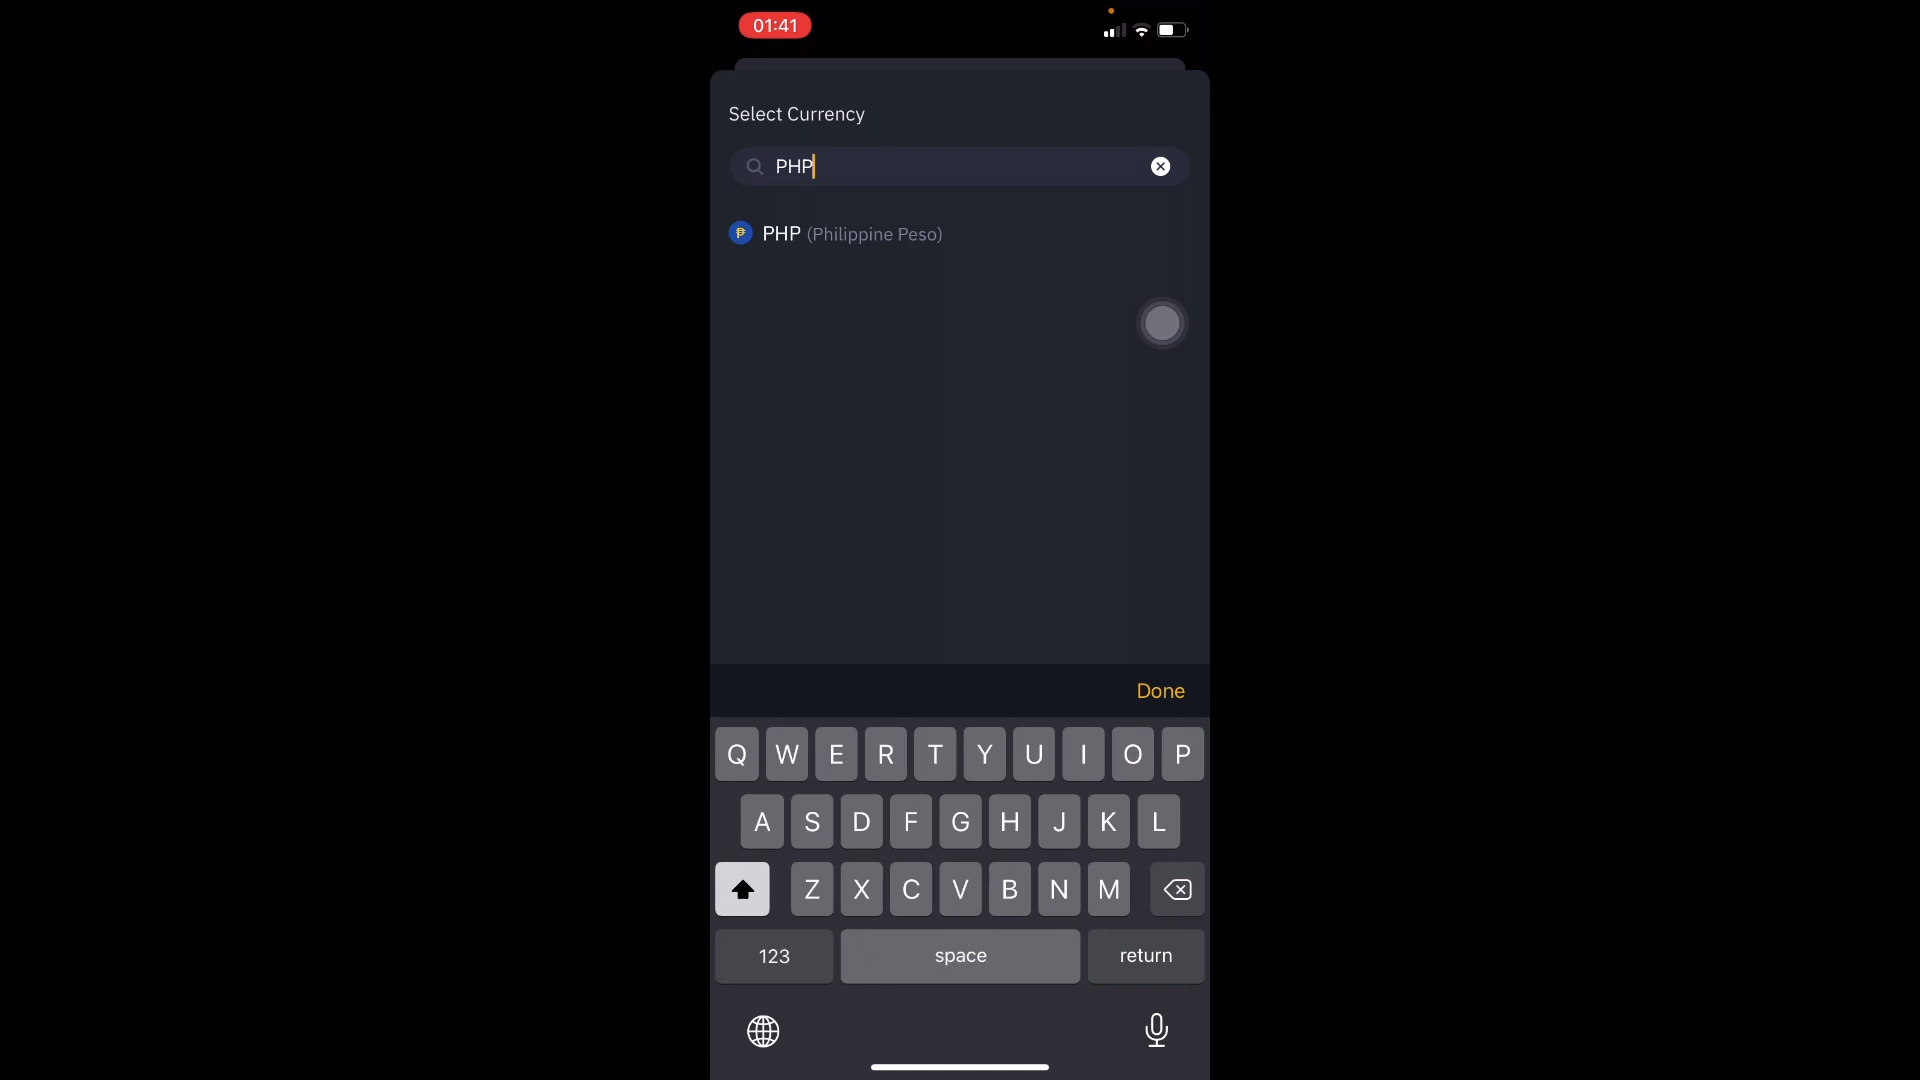 01:41
Select Currency
PHP
₱ PHP (Philippine Peso)
Done
Q W E R T Y U I O P
A S D F G H J K L
Z X C V B N M
123 space return